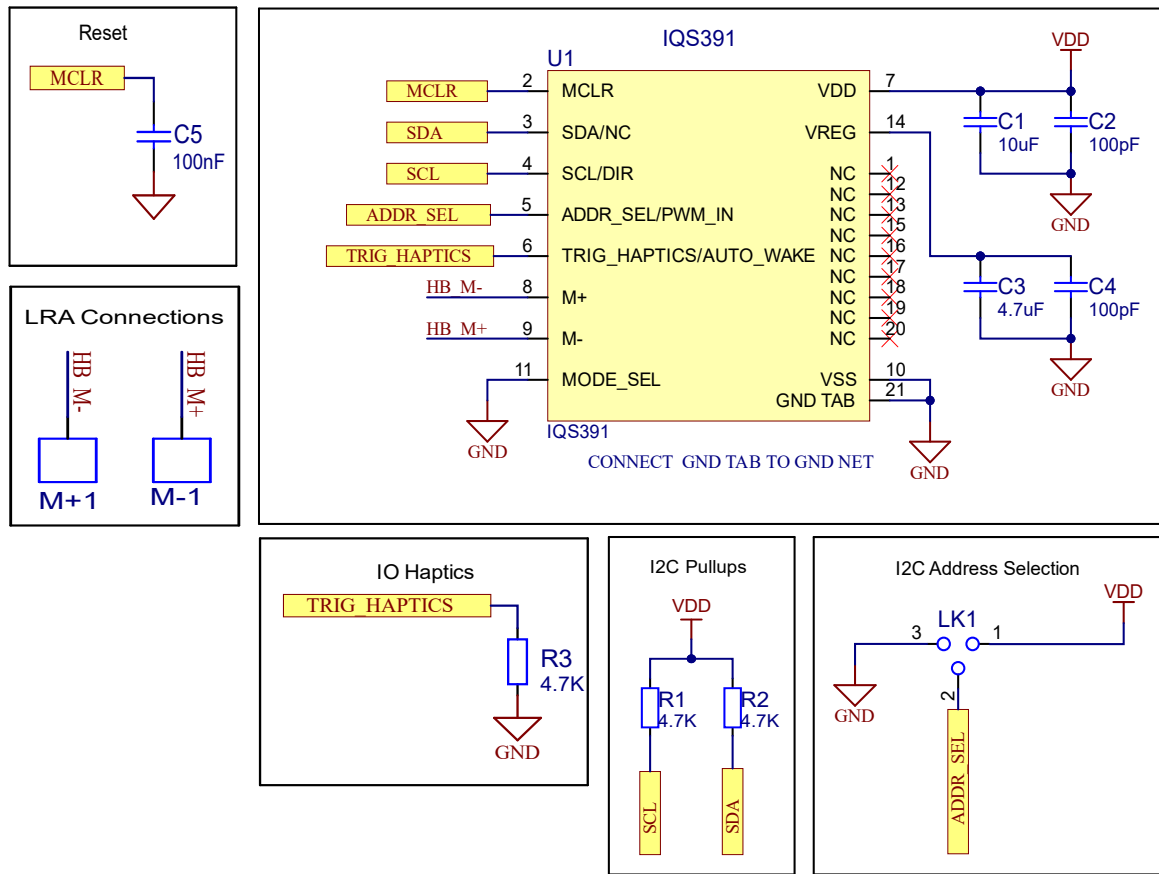 Reset
MCLR
C5
100nF
LRA Connections
HB_M-
HB_M+
M+1
M-1
IQS391
U1
MCLR
2
MCLR
SDA
3
SDA/NC
SCL
4
SCL/DIR
ADDR_SEL
5
ADDR_SEL/PWM_IN
TRIG_HAPTICS
6
TRIG_HAPTICS/AUTO_WAKE
HB_M-
8
M+
HB_M+
9
M-
11
MODE_SEL
GND
VDD
7
VREG
14
NC
1
NC
12
NC
13
NC
15
NC
16
NC
17
NC
18
NC
19
NC
20
VSS
10
GND TAB
21
IQS391
CONNECT GND TAB TO GND NET
GND
VDD
C1
10uF
C2
100pF
GND
C3
4.7uF
C4
100pF
GND
IO Haptics
TRIG_HAPTICS
R3
4.7K
GND
I2C Pullups
VDD
R1
4.7K
R2
4.7K
SCL
SDA
I2C Address Selection
VDD
LK1
3
1
2
GND
ADDR_SEL